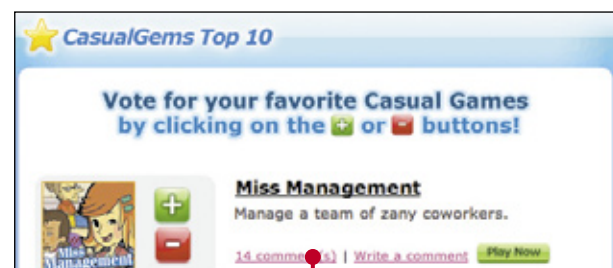 CasualGems Top 10
Vote for your favorite Casual Games
by clicking on the + or - buttons!
Miss Management
Manage a team of zany coworkers.
14 comment(s) | Write a comment Play Now
Miss
Management